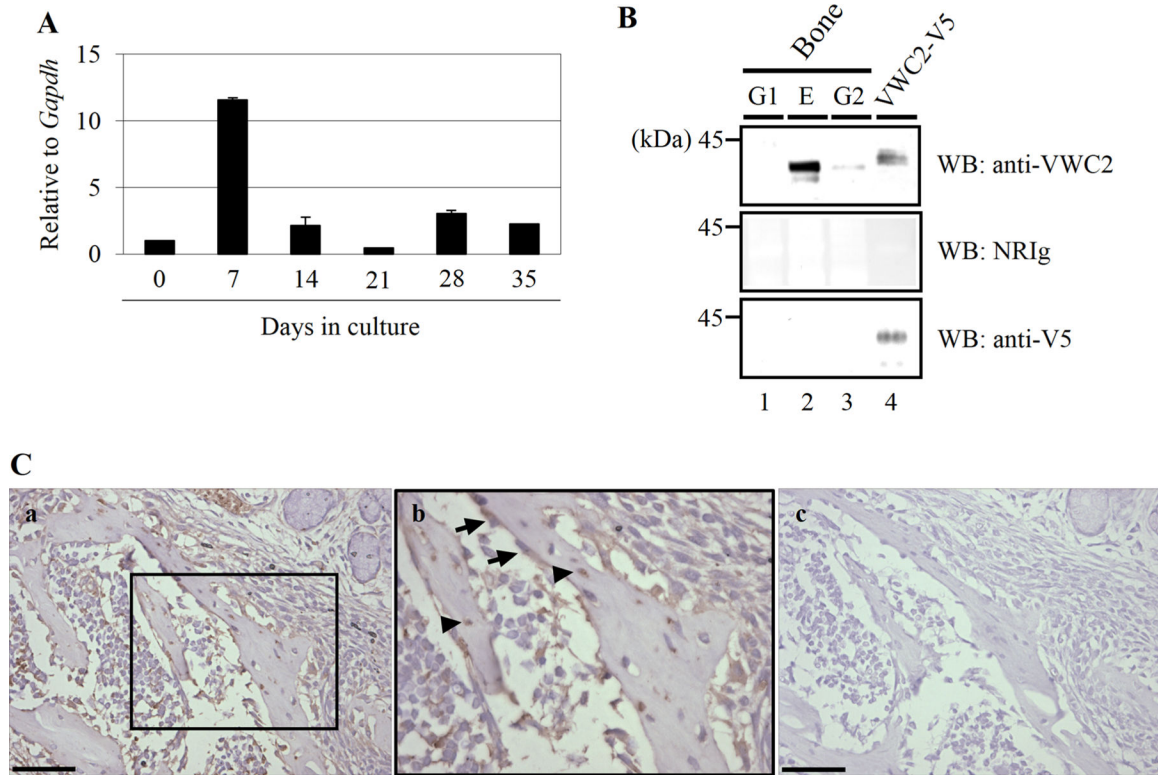 A
Relative to Gapdh
15
10
5
0
0 7 14 21 28 35
Days in culture
B
Bone
VWC2-V5
G1 E G2
(kDa) 45
WB: anti-VWC2
45
WB: NRIg
45
WB: anti-V5
1 2 3 4
C
a
b
c